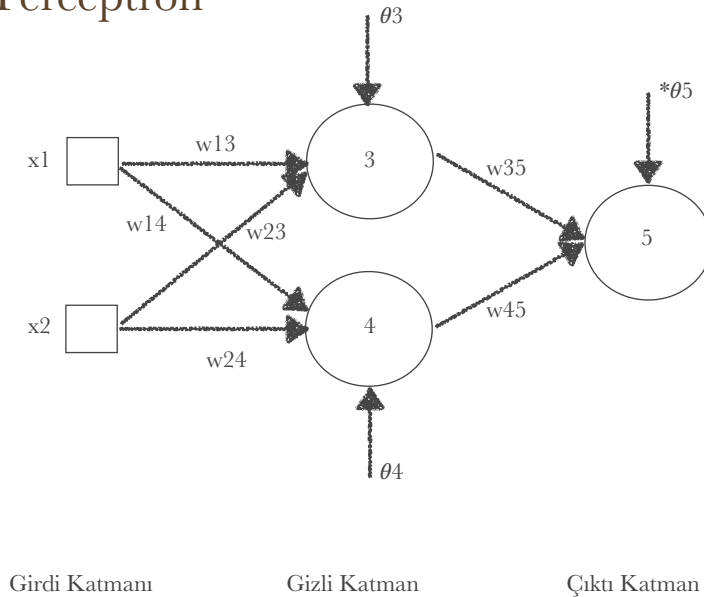 Perceptron
θ3
*θ5
x1
w13
3
w35
w14
w23
5
x2
4
w45
w24
θ4
Girdi Katmanı
Gizli Katman
Çıktı Katman